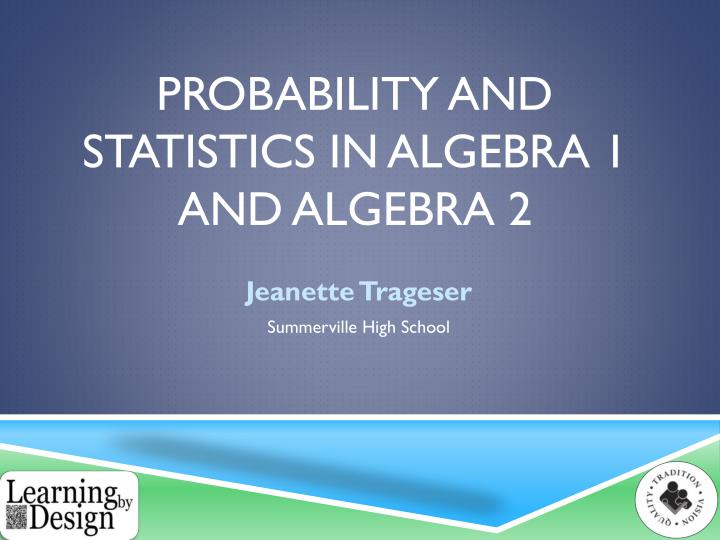 PROBABILITY AND
STATISTICS IN ALGEBRA 1
AND ALGEBRA 2
Jeanette Trageser
Summerville High School
Learning
by
Design
QUALITY • TRADITION • VISION